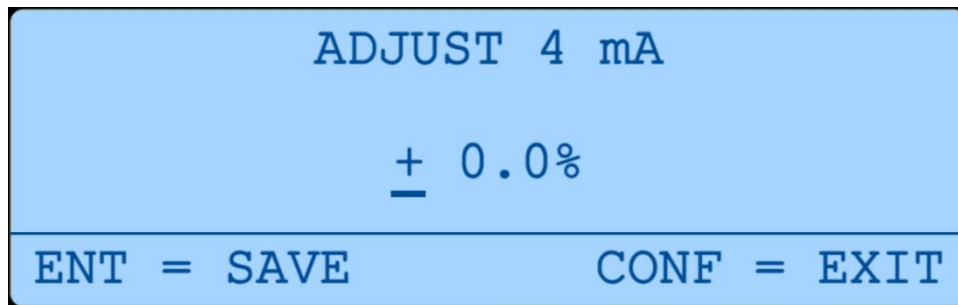 ADJUST 4 mA
+ 0.0%
ENT = SAVE CONF = EXIT